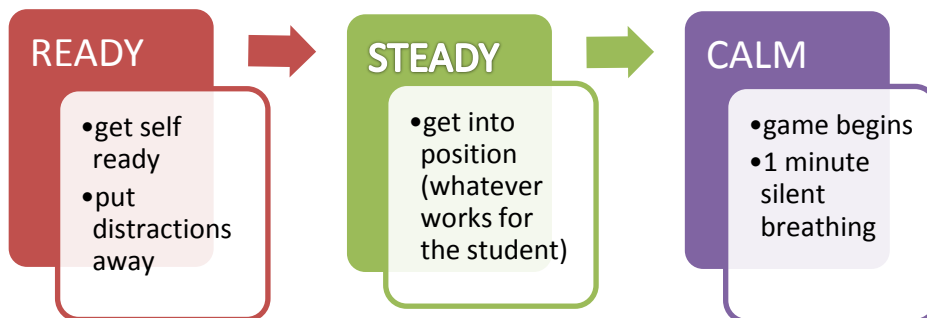 READY
•get self
ready
•put
distractions
away
STEADY
•get into
position
(whatever
works for
the student)
CALM
•game begins
•1 minute
silent
breathing